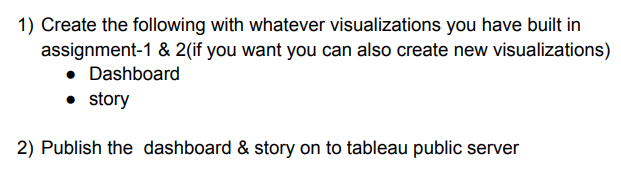 1) Create the following with whatever visualizations you have built in
assignment-1 & 2(if you want you can also create new visualizations)
● Dashboard
● story
2) Publish the  dashboard & story on to tableau public server